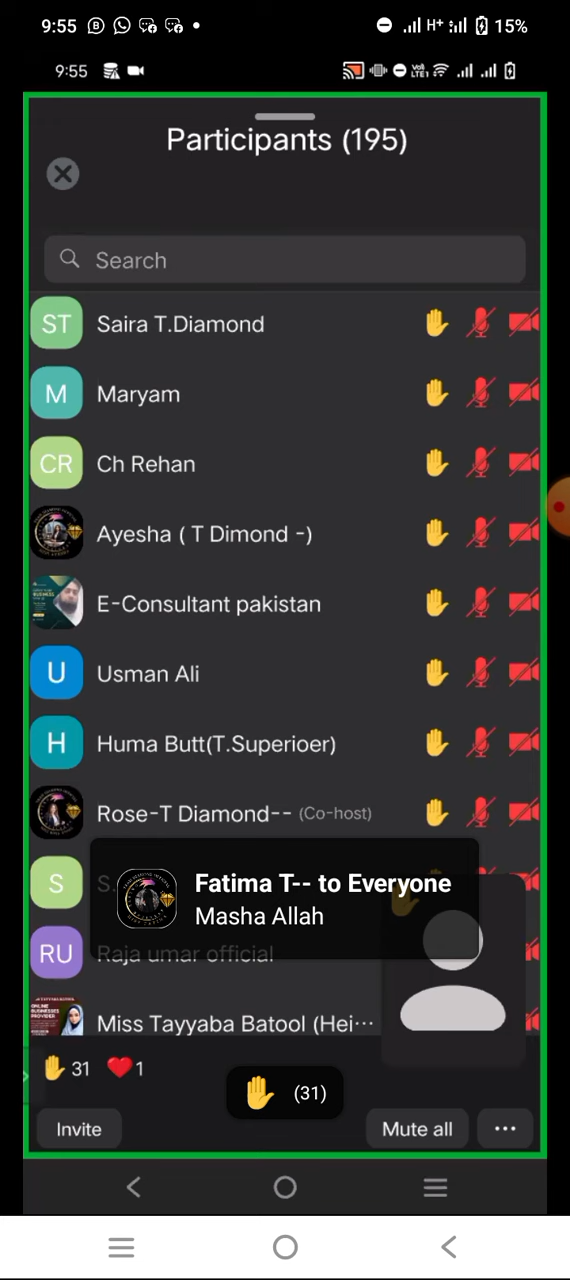 9:55 15%
H+
9:55
Participants (195)
Search
ST Saira T.Diamond
M Maryam
CR Ch Rehan
Ayesha ( T Dimond -)
E-Consultant pakistan
U Usman Ali
H Huma Butt(T.Superioer)
Rose-T Diamond-- (Co-host)
Fatima T-- to Everyone
Masha Allah
S S.
RU Raja umar official
Miss Tayyaba Batool (Hei···
31 1
(31)
Invite Mute all